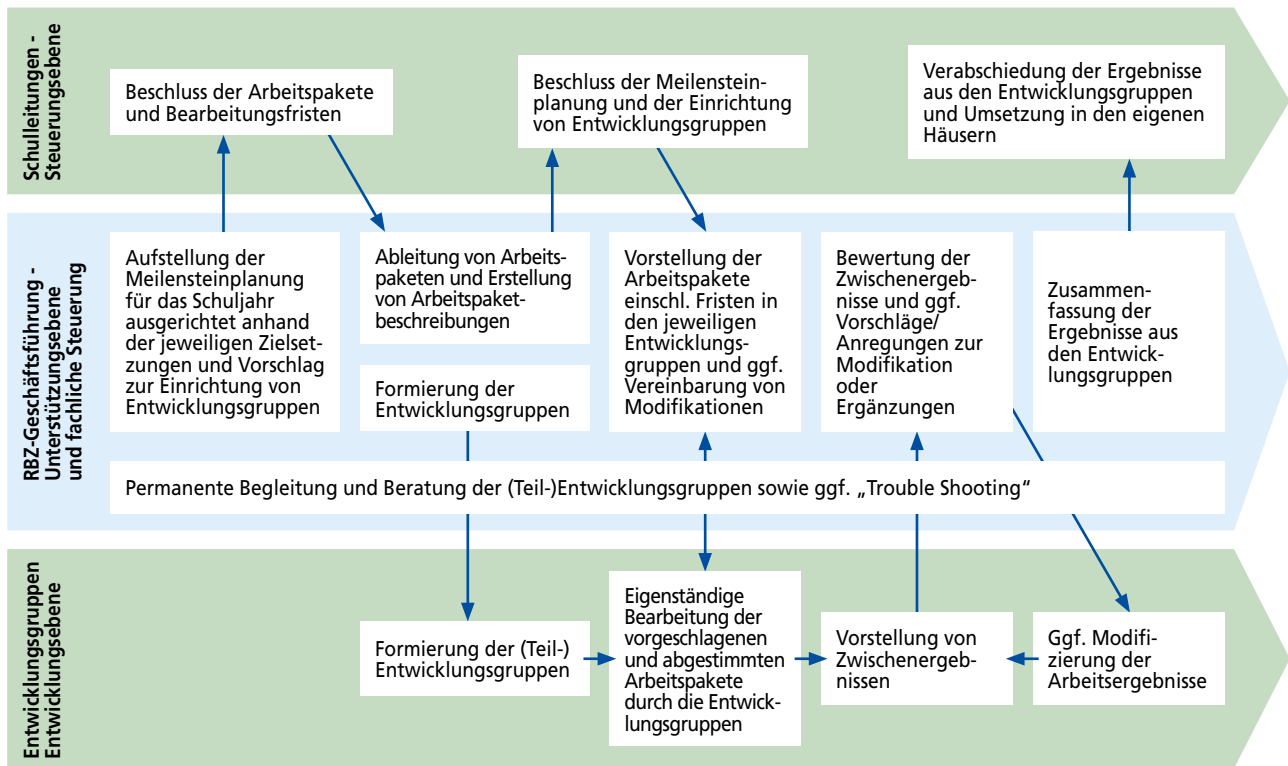 Schulleitungen -
Steuerungsebene
Beschluss der Arbeitspakete
und Bearbeitungsfristen
Beschluss der Meilenstein-
planung und der Einrichtung
von Entwicklungsgruppen
Verabschiedung der Ergebnisse
aus den Entwicklungsgruppen
und Umsetzung in den eigenen
Häusern
RBZ-Geschäftsführung -
Unterstützungsebene
und fachliche Steuerung
Aufstellung der
Meilensteinplanung
für das Schuljahr
ausgerichtet anhand
der jeweiligen Zielset-
zungen und Vorschlag
zur Einrichtung von
Entwicklungsgruppen
Ableitung von Arbeits-
paketen und Erstellung
von Arbeitspaket-
beschreibungen
Formierung der
Entwicklungsgruppen
Vorstellung der
Arbeitspakete
einschl. Fristen in
den jeweiligen
Entwicklungs-
gruppen und ggf.
Vereinbarung von
Modifikationen
Bewertung der
Zwischenergeb-
nisse und ggf.
Vorschläge/
Anregungen zur
Modifikation
oder
Ergänzungen
Zusammen-
fassung der
Ergebnisse aus
den Entwick-
lungsgruppen
Permanente Begleitung und Beratung der (Teil-)Entwicklungsgruppen sowie ggf. „Trouble Shooting“
Entwicklungsgruppen
Entwicklungsebene
Formierung der (Teil-)
Entwicklungsgruppen
Eigenständige
Bearbeitung der
vorgeschlagenen
und abgestimmten
Arbeitspakete
durch die Entwick-
lungsgruppen
Vorstellung von
Zwischenergeb-
nissen
Ggf. Modifi-
zierung der
Arbeitsergebnisse